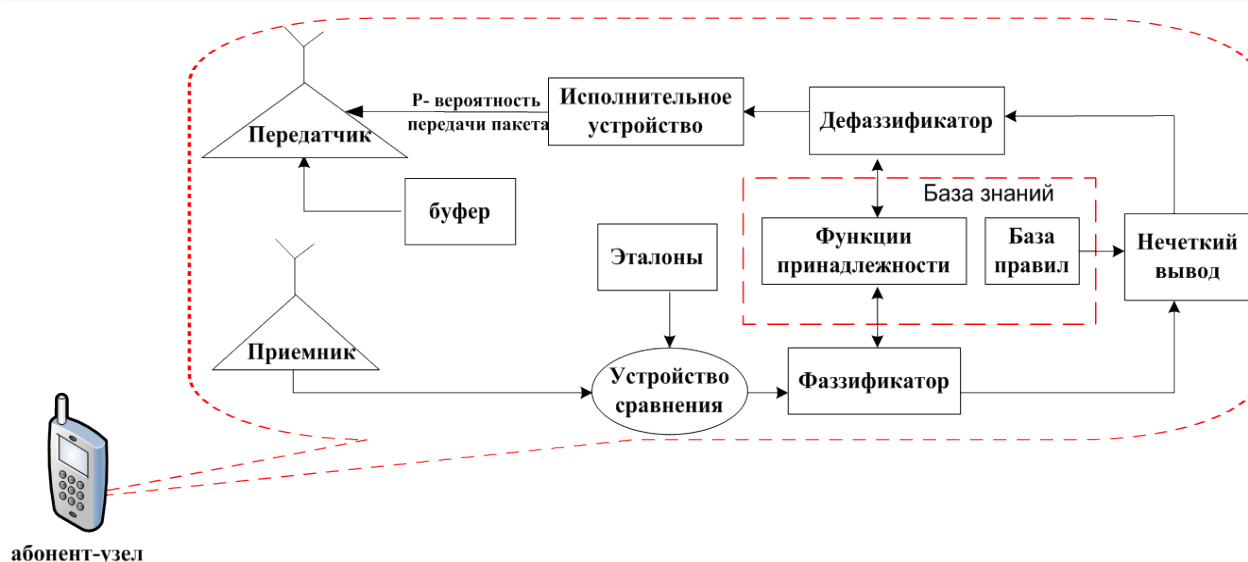 Р- вероятность
передачи пакета
Исполнительное
устройство
Дефаззификатор
Передатчик
буфер
База знаний
Эталоны
Функции
принадлежности
База
правил
Нечеткий
вывод
Приемник
Устройство
сравнения
Фаззификатор
абонент-узел